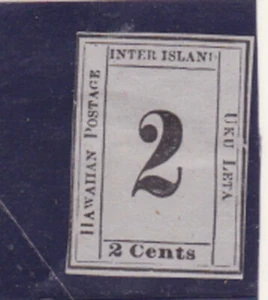 INTER ISLAND
HAWAIIAN POSTAGE
2
UKU LETA
2 Cents